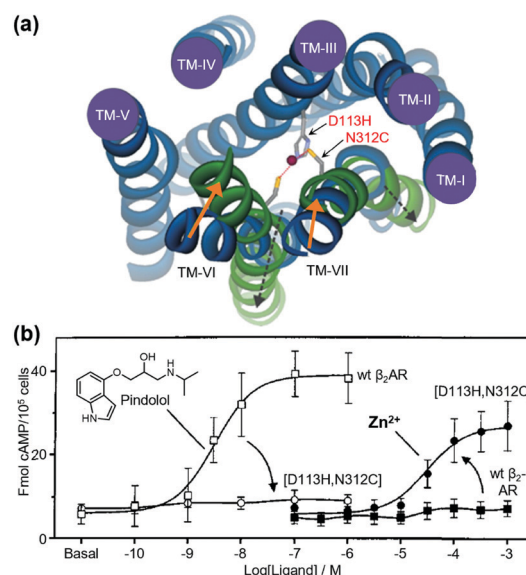 (a)
TM-III
TM-IV
TM-V
TM-II
D113H
N312C
TM-I
TM-VI
TM-VII
(b)
Fmol cAMP/10⁵ cells
40
20
0
OH
O
H
N
N
H
Pindolol
wt β₂AR
[D113H,N312C]
Zn²⁺
[D113H,N312C]
wt β₂-
AR
Basal -10 -9 -8 -7 -6 -5 -4 -3
Log[Ligand] / M